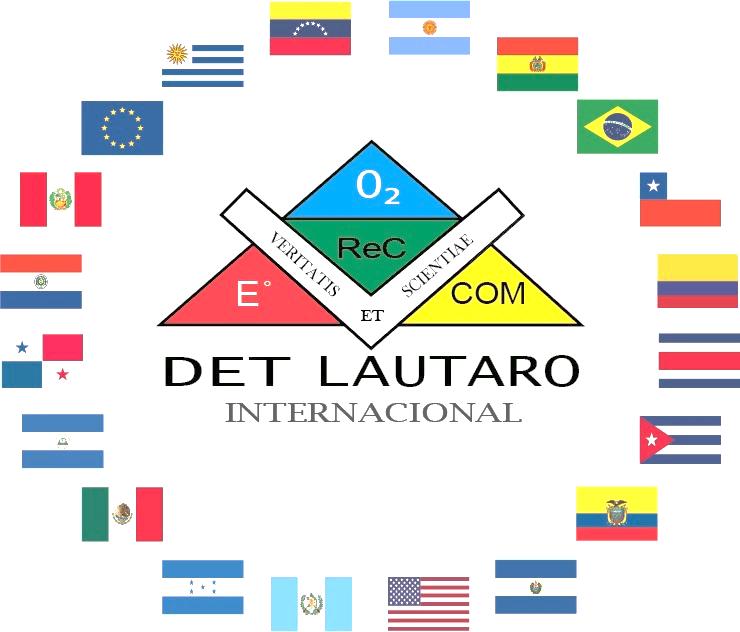 O₂
ReC
E°
COM
VERITATIS
ET
SCIENTIAE
DET LAUTARO
INTERNACIONAL